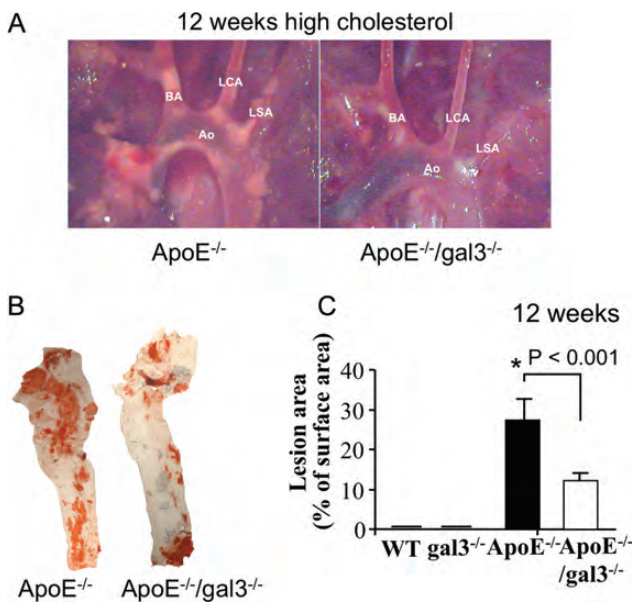 A
12 weeks high cholesterol
BA
LCA
LSA
Ao
BA
LCA
LSA
Ao
ApoE⁻/⁻
ApoE⁻/⁻/gal3⁻/⁻
B
ApoE⁻/⁻
ApoE⁻/⁻/gal3⁻/⁻
C
12 weeks
* P < 0.001
Lesion area
(% of surface area)
40
30
20
10
0
WT gal3⁻/⁻ ApoE⁻/⁻ ApoE⁻/⁻
/gal3⁻/⁻